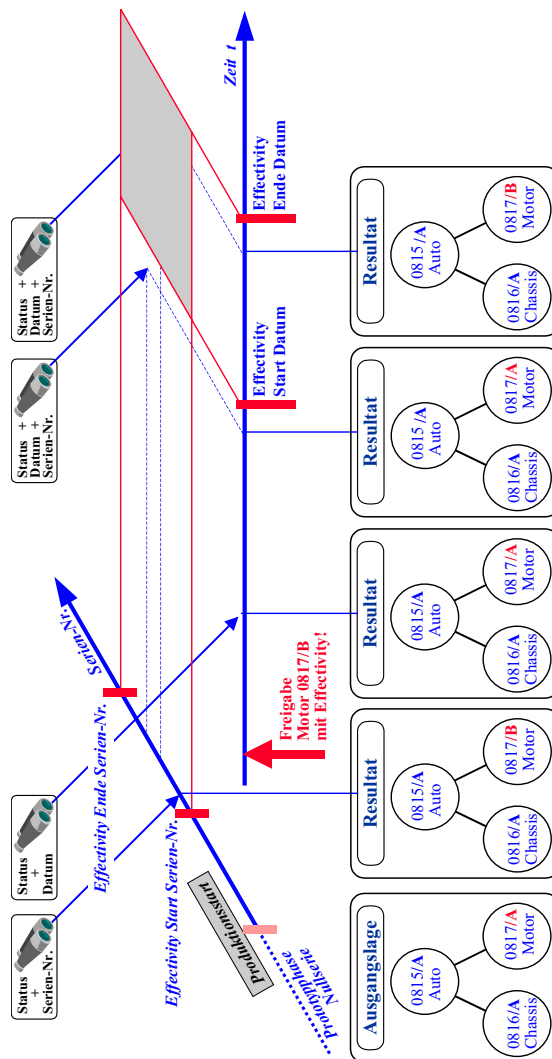 Status
+
Serien-Nr.
Status
+
Datum
Status +
Datum +
Serien-Nr.
Status +
Datum +
Serien-Nr.
Serien-Nr.
Effectivity Ende Serien-Nr.
Effectivity Start Serien-Nr.
Produktionsstart
Prototypphase
Nullserie
Zeit t
Freigabe
Motor 0817/B
mit Effectivity!
Effectivity
Start Datum
Effectivity
Ende Datum
Ausgangslage
0815/A
Auto
0816/A
Chassis
0817/A
Motor
Resultat
0815/A
Auto
0816/A
Chassis
0817/B
Motor
Resultat
0815/A
Auto
0816/A
Chassis
0817/A
Motor
Resultat
0815/A
Auto
0816/A
Chassis
0817/A
Motor
Resultat
0815/A
Auto
0816/A
Chassis
0817/B
Motor